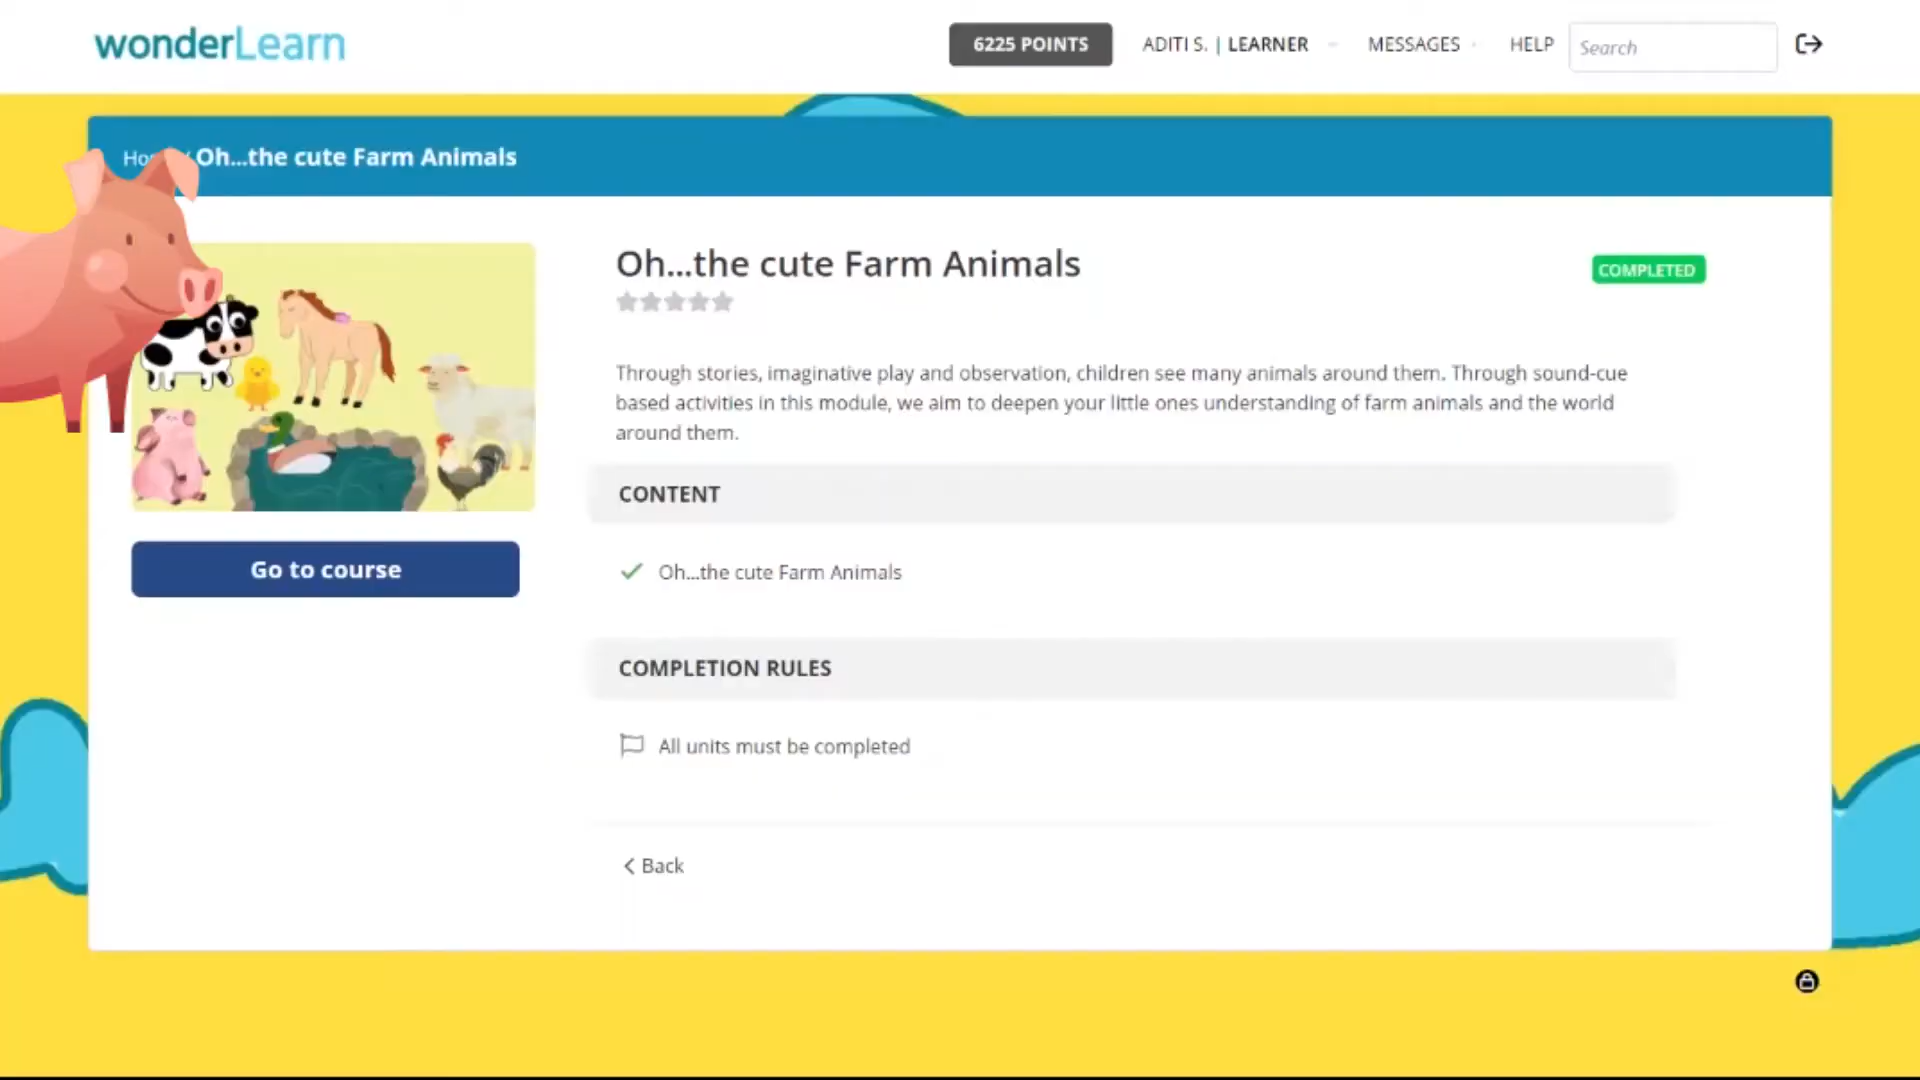 wonderLearn
6225 POINTS
ADITI S. | LEARNER
MESSAGES
HELP
Search
/ Oh...the cute Farm Animals
Oh...the cute Farm Animals
COMPLETED
Through stories, imaginative play and observation, children see many animals around them. Through sound-cue
based activities in this module, we aim to deepen your little ones understanding of farm animals and the world
around them.
CONTENT
Go to course
Oh...the cute Farm Animals
COMPLETION RULES
All units must be completed
Back